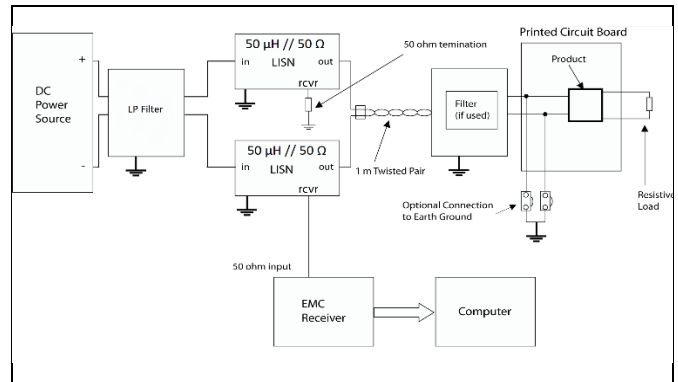 Printed Circuit Board
50 µH // 50 Ω
in
LISN
out
rcvr
50 ohm temination
Product
+
DC
Power
Source
-
LP Filter
Filter
(if used)
50 µH // 50 Ω
in
LISN
out
rcvr
1 m Twisted Pair
Optional Connection
to Earth Ground
Resistive
Load
50 ohm input
EMC
Receiver
Computer